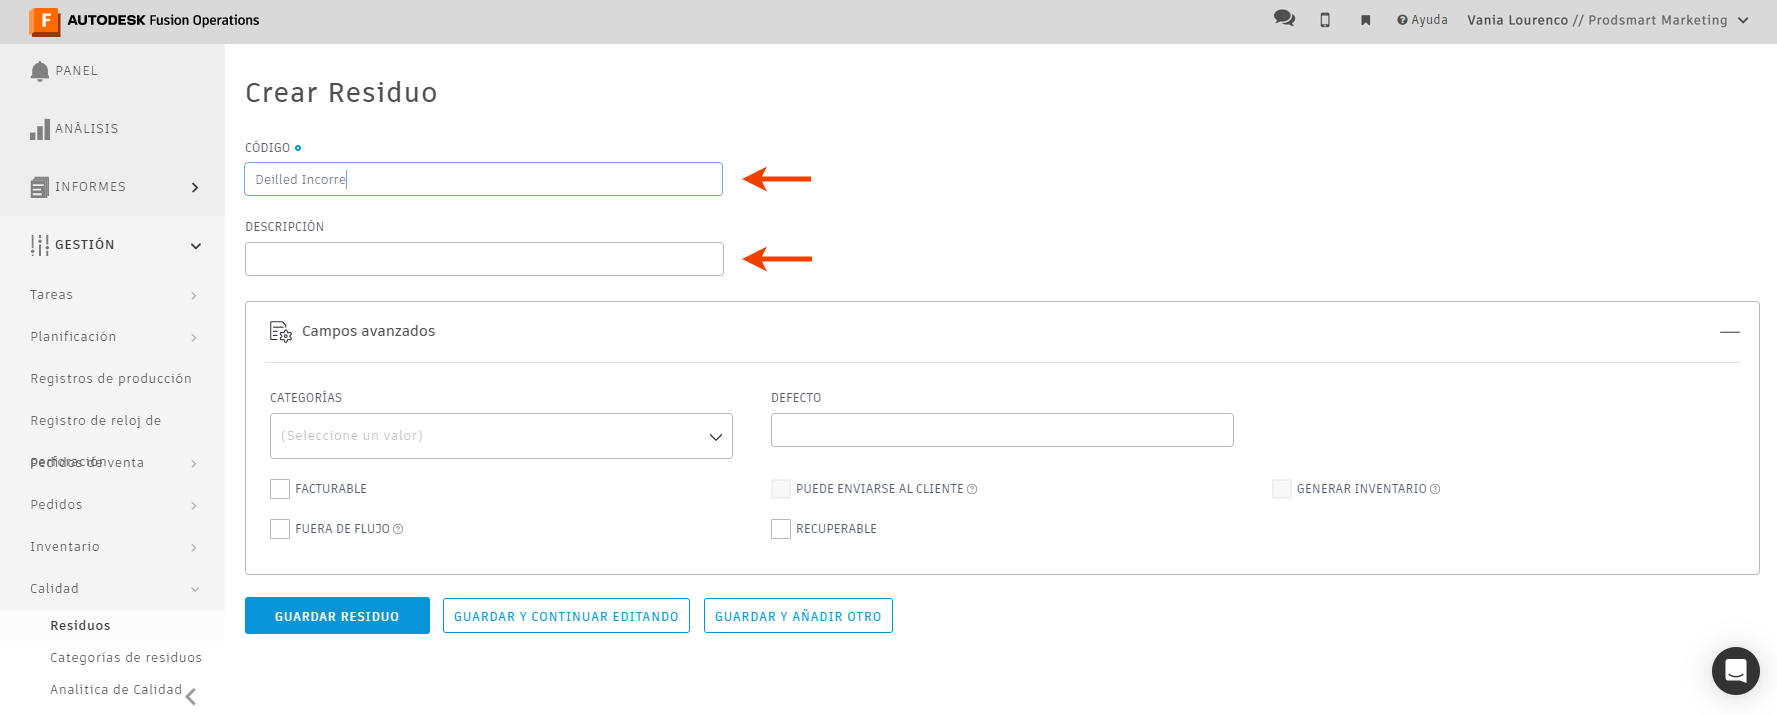 AUTODESK Fusion Operations
Ayuda
Vania Lourenco // Prodsmart Marketing
PANEL
ANÁLISIS
INFORMES
GESTIÓN
Tareas
Planificación
Registros de producción
Registro de reloj de
perforación
Pedidos de venta
Pedidos
Inventario
Calidad
Residuos
Categorías de residuos
Analítica de Calidad
Crear Residuo
CÓDIGO
Deilled Incorre
DESCRIPCIÓN
Campos avanzados
CATEGORÍAS
(Seleccione un valor)
DEFECTO
FACTURABLE
PUEDE ENVIARSE AL CLIENTE
GENERAR INVENTARIO
FUERA DE FLUJO
RECUPERABLE
GUARDAR RESIDUO
GUARDAR Y CONTINUAR EDITANDO
GUARDAR Y AÑADIR OTRO